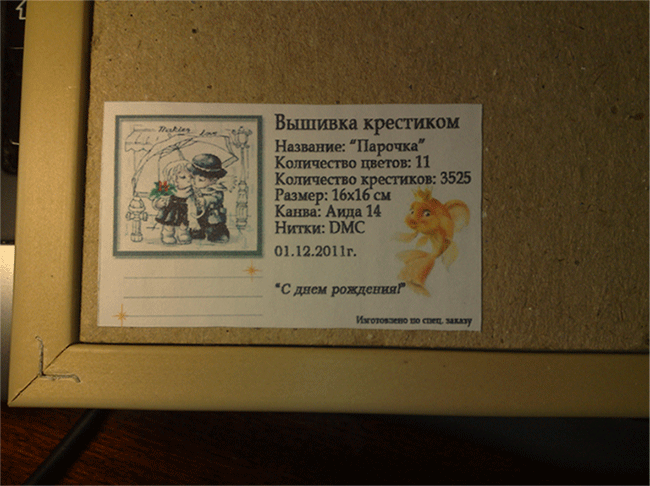 Вышивка крестиком
Название: "Парочка"
Количество цветов: 11
Количество крестиков: 3525
Размер: 16х16 см
Канва: Аида 14
Нитки: DMC
01.12.2011г.
"С днем рождения!"
Изготовлено по спец. заказу